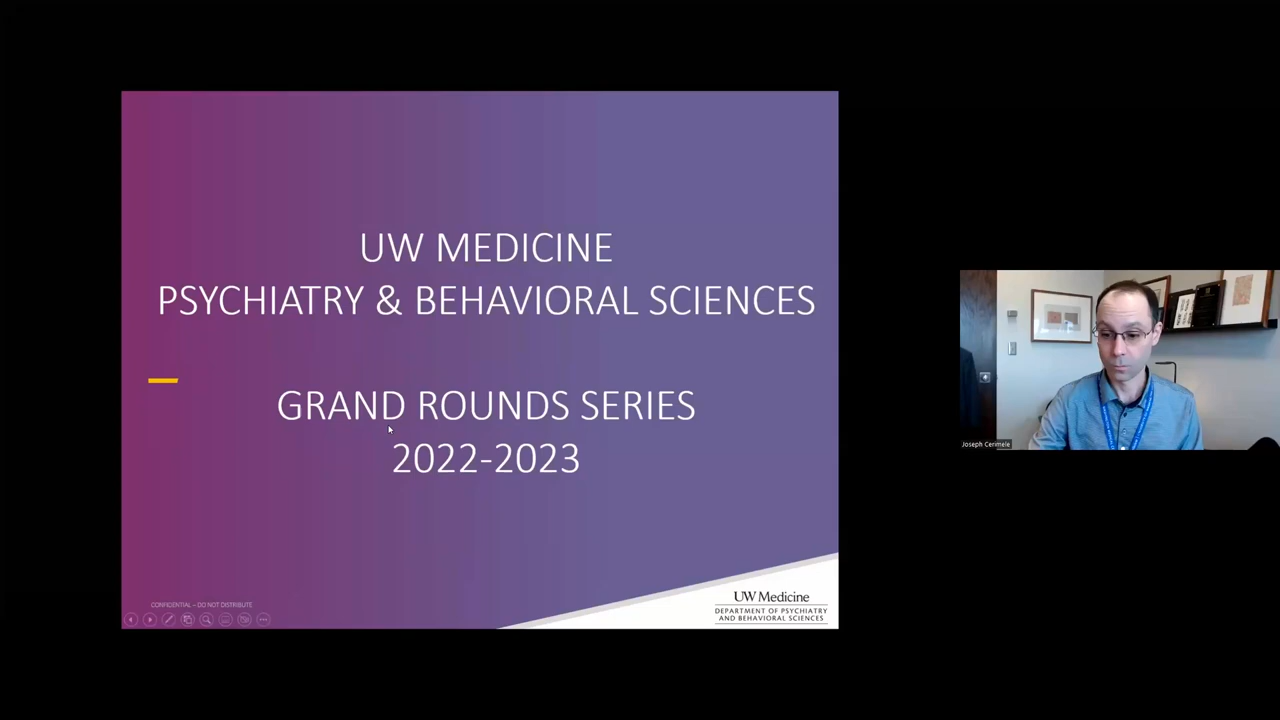 UW MEDICINE
PSYCHIATRY & BEHAVIORAL SCIENCES
GRAND ROUNDS SERIES
2022-2023
CONFIDENTIAL – DO NOT DISTRIBUTE
UW Medicine
DEPARTMENT OF PSYCHIATRY
AND BEHAVIORAL SCIENCES
Joseph Cerimele